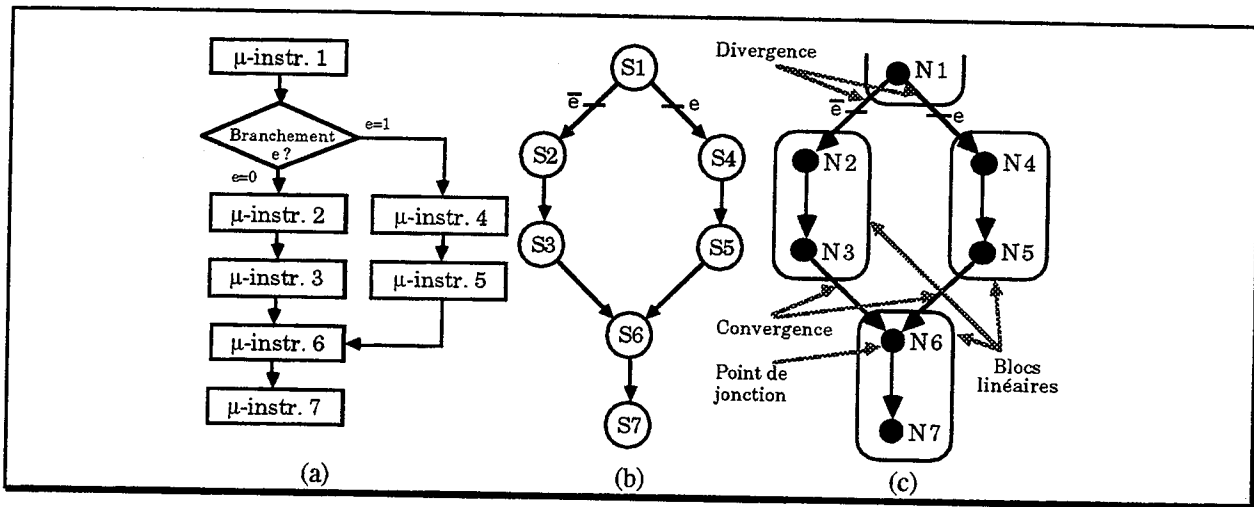 μ-instr. 1
Branchement
e ?
e=1
e=0
μ-instr. 2
μ-instr. 4
μ-instr. 3
μ-instr. 5
μ-instr. 6
μ-instr. 7
(a)
S1
e̅
e
S2
S4
S3
S5
S6
S7
(b)
Divergence
N1
e̅
e
N2
N4
N3
N5
Convergence
N6
Point de
jonction
Blocs
linéaires
N7
(c)